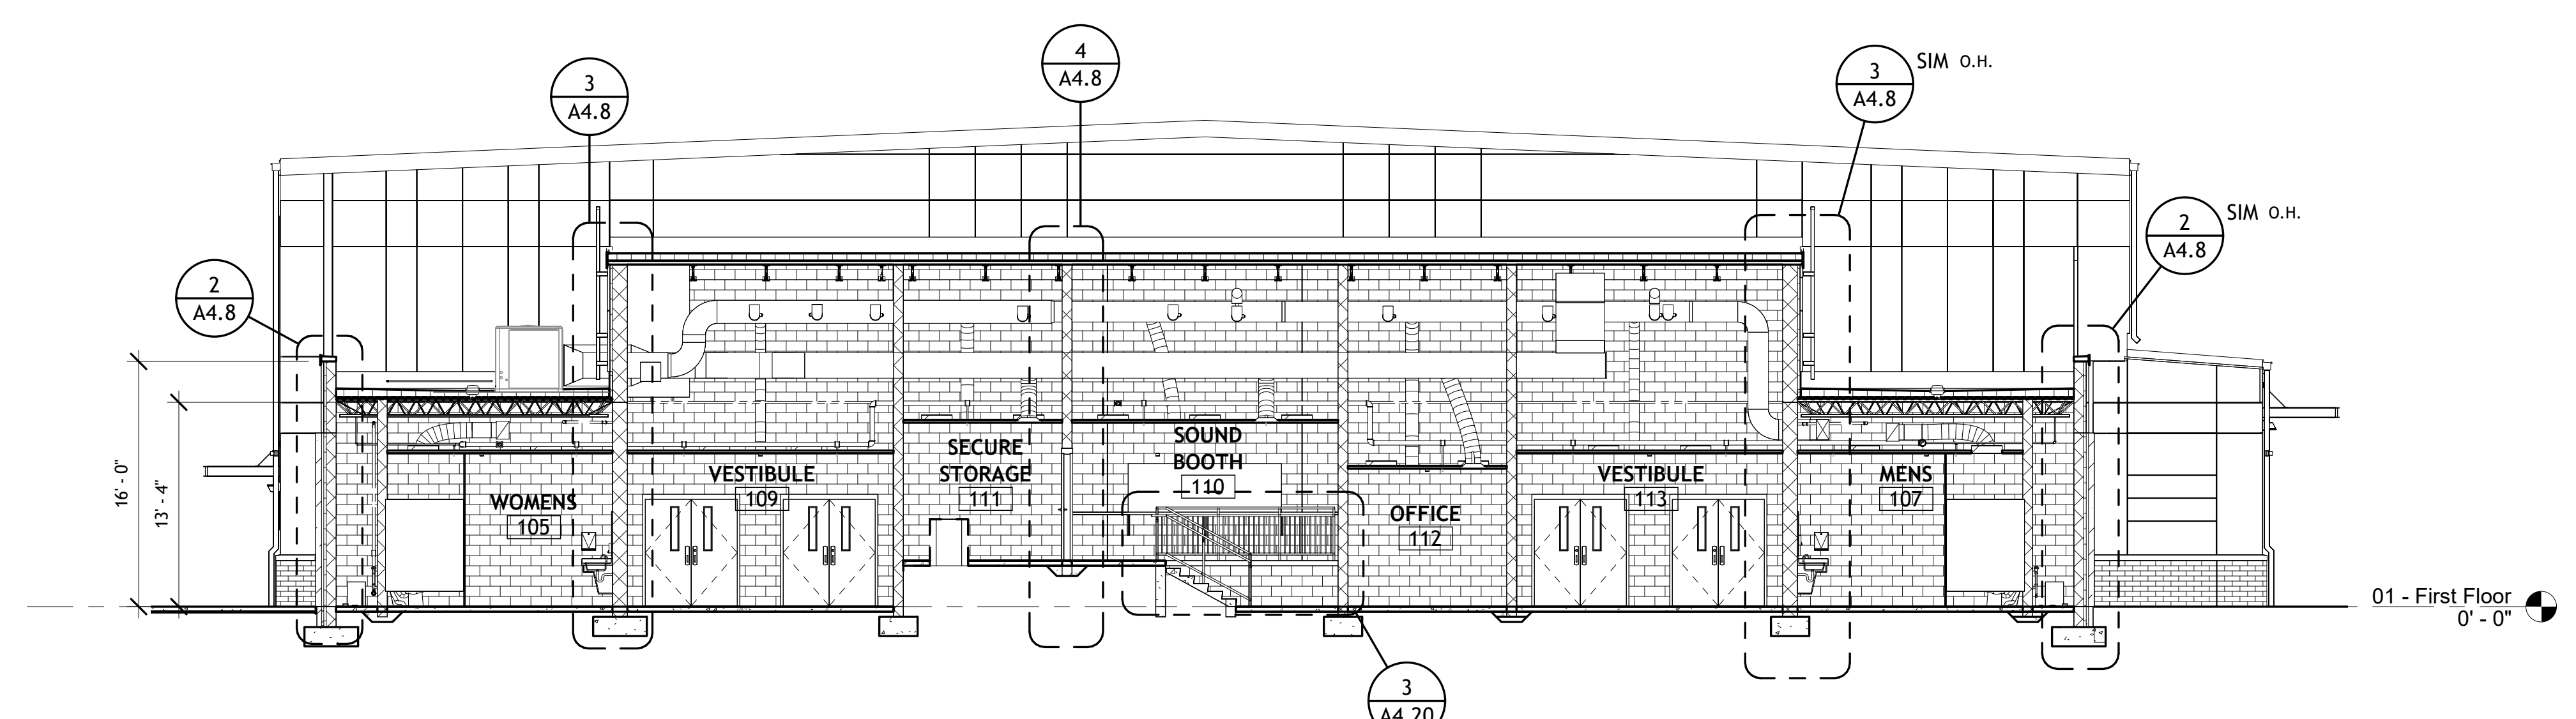 4
A4.8
3
A4.8
3
A4.8
SIM O.H.
2
A4.8
SIM O.H.
2
A4.8
16' - 0"
13' - 4"
WOMENS
105
VESTIBULE
109
SECURE
STORAGE
111
SOUND
BOOTH
110
OFFICE
112
VESTIBULE
113
MENS
107
01 - First Floor
0' - 0"
3
A4.20